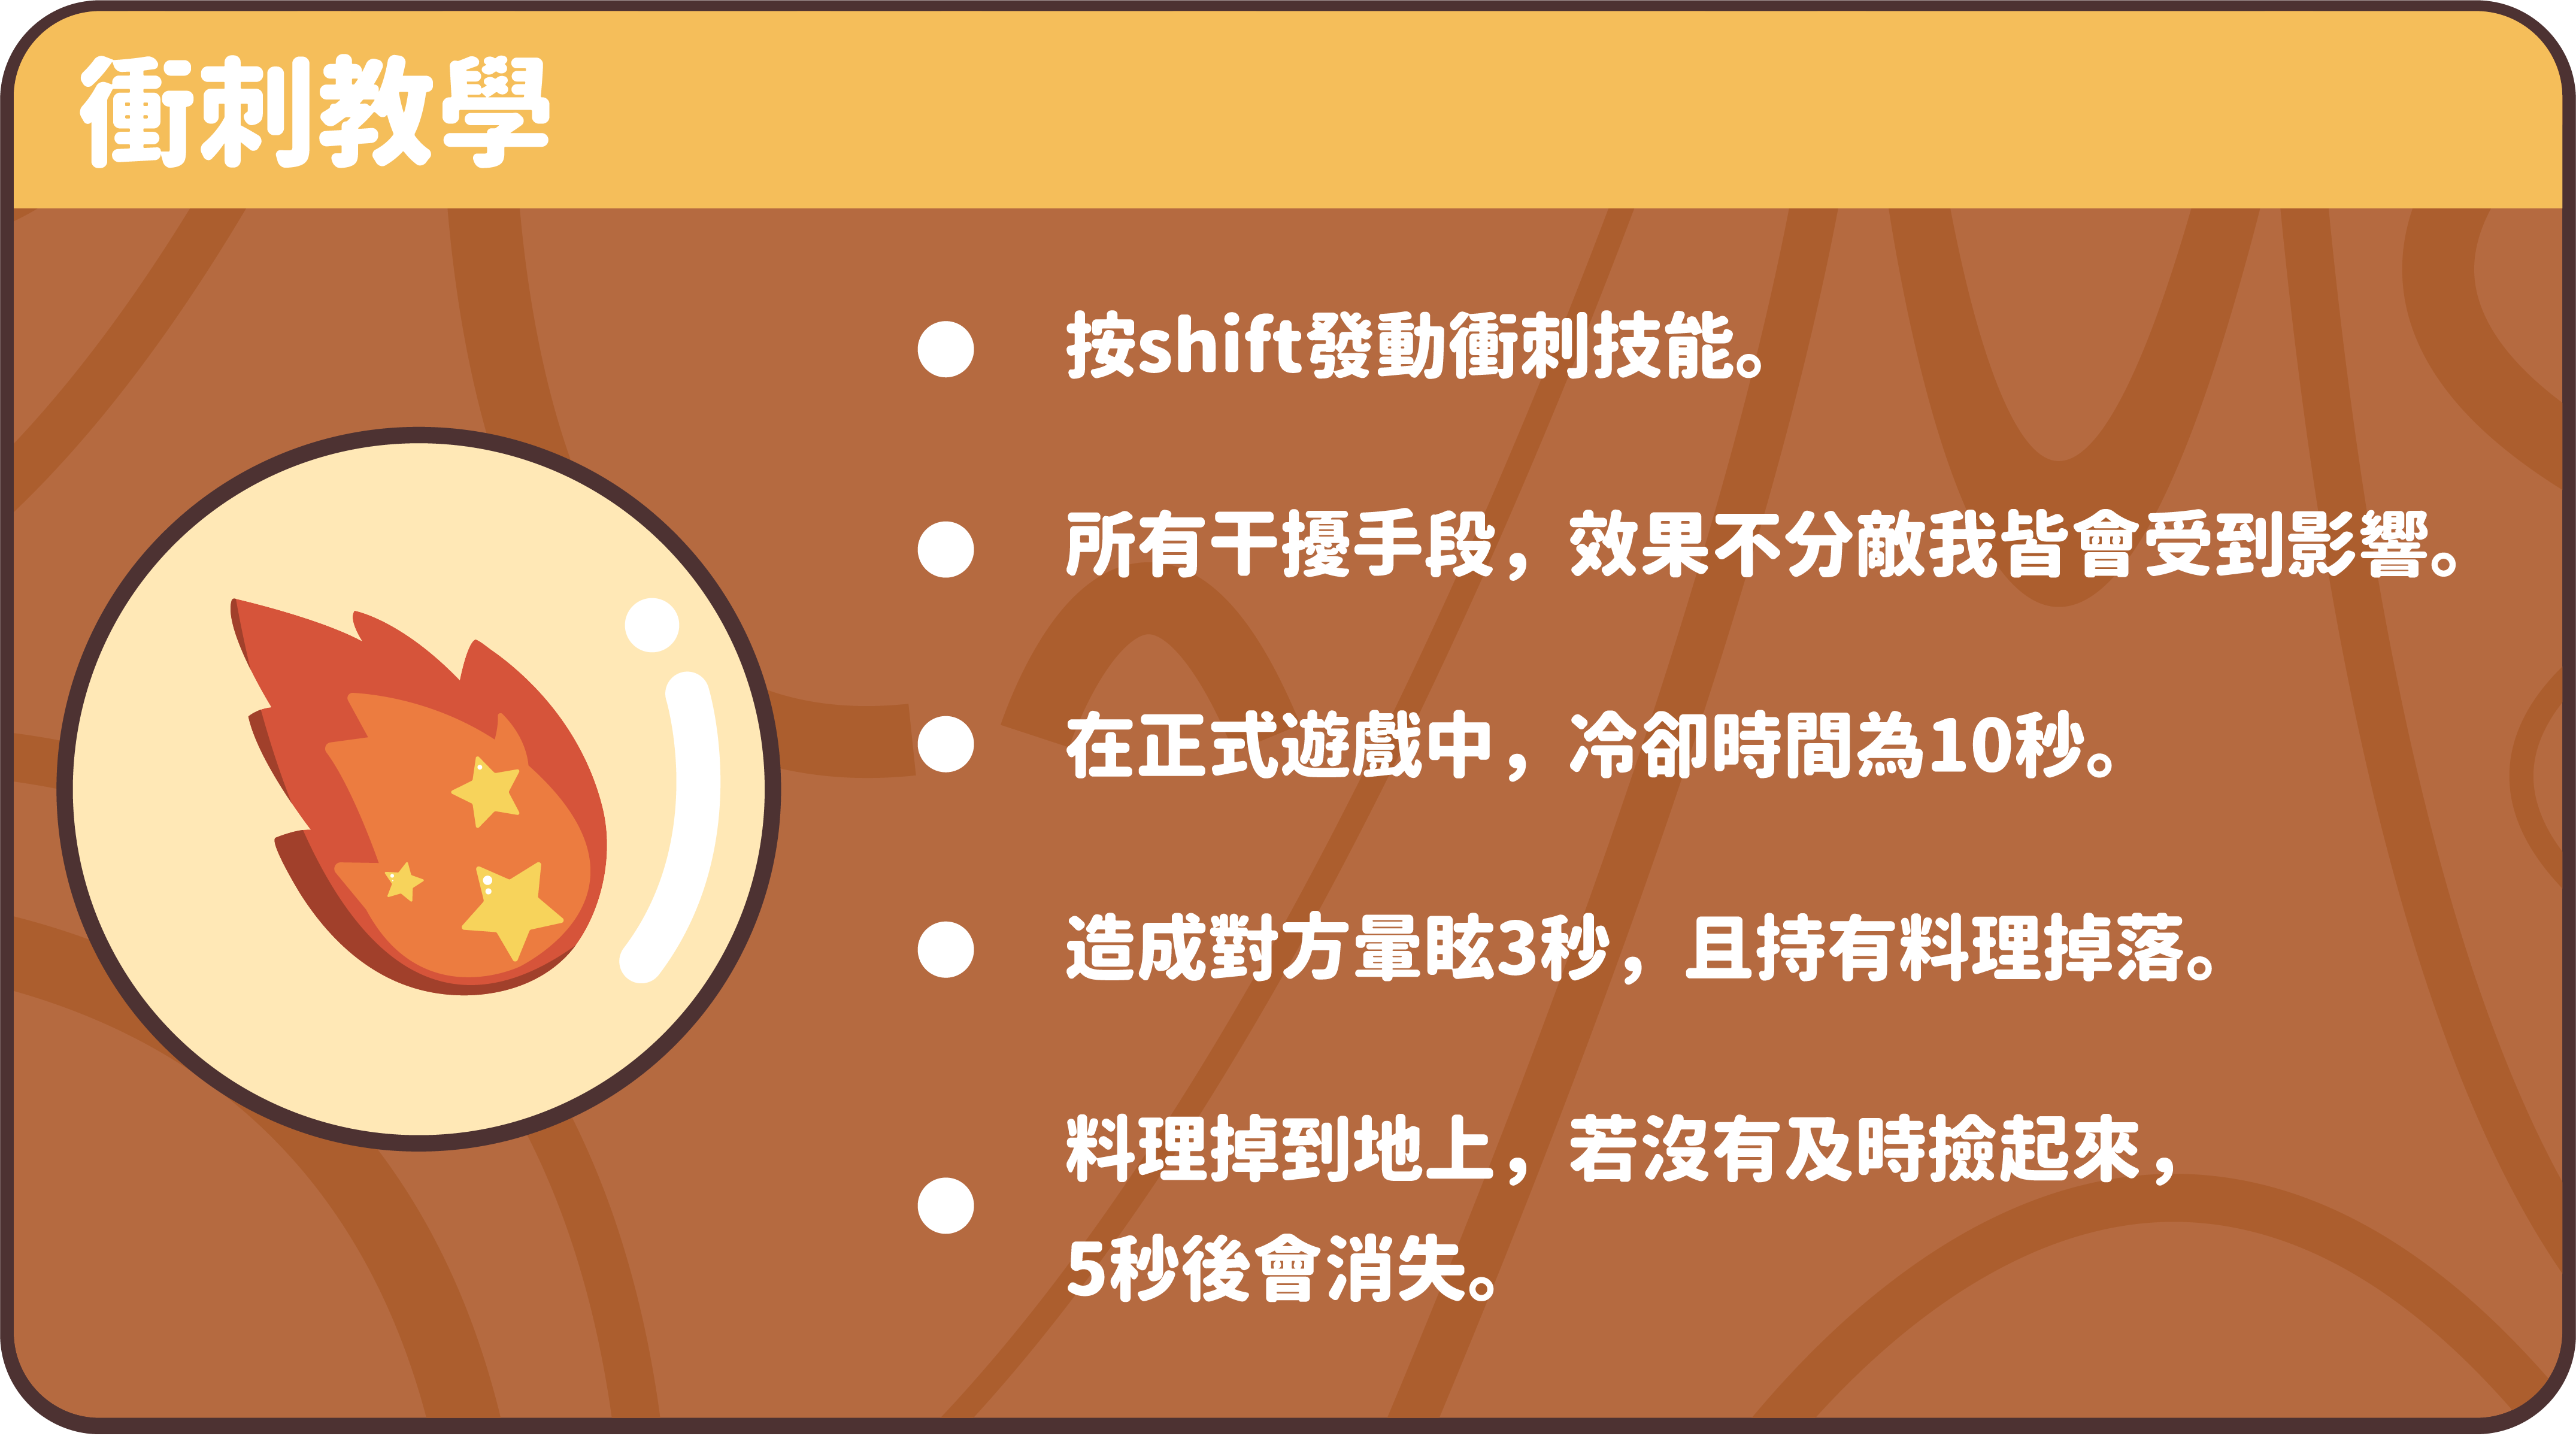 衝刺教學
按shift發動衝刺技能。
所有干擾手段，效果不分敵我皆會受到影響。
在正式遊戲中，冷卻時間為10秒。
造成對方暈眩3秒，且持有料理掉落。
料理掉到地上，若沒有及時撿起來，
5秒後會消失。